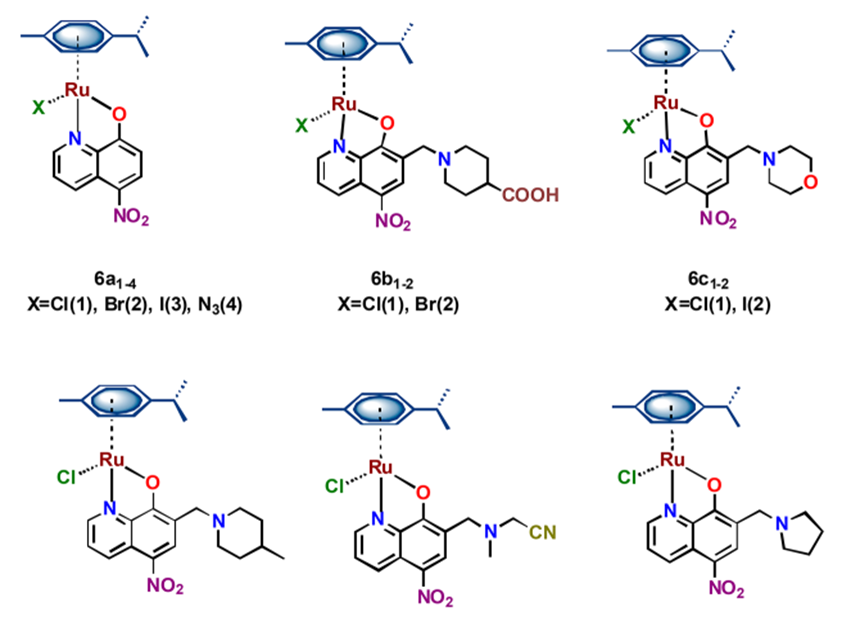 Ru
X
O
N
NO₂
Ru
X
O
N
N
COOH
NO₂
Ru
X
O
N
N
O
NO₂
6a₁₋₄
X=Cl(1), Br(2), I(3), N₃(4)
6b₁₋₂
X=Cl(1), Br(2)
6c₁₋₂
X=Cl(1), I(2)
Ru
Cl
O
N
N
NO₂
Ru
Cl
O
N
N
CN
NO₂
Ru
Cl
O
N
N
NO₂